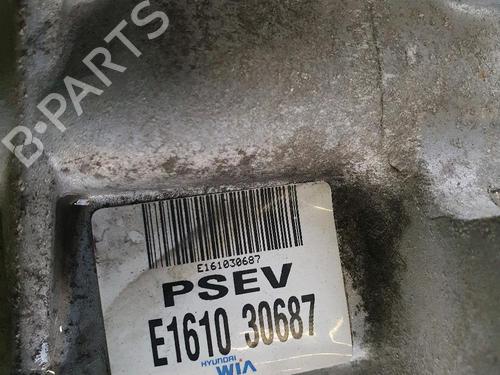 B-PARTS
E161030687
PSEV
E1610 30687
HYUNDAI
WIA